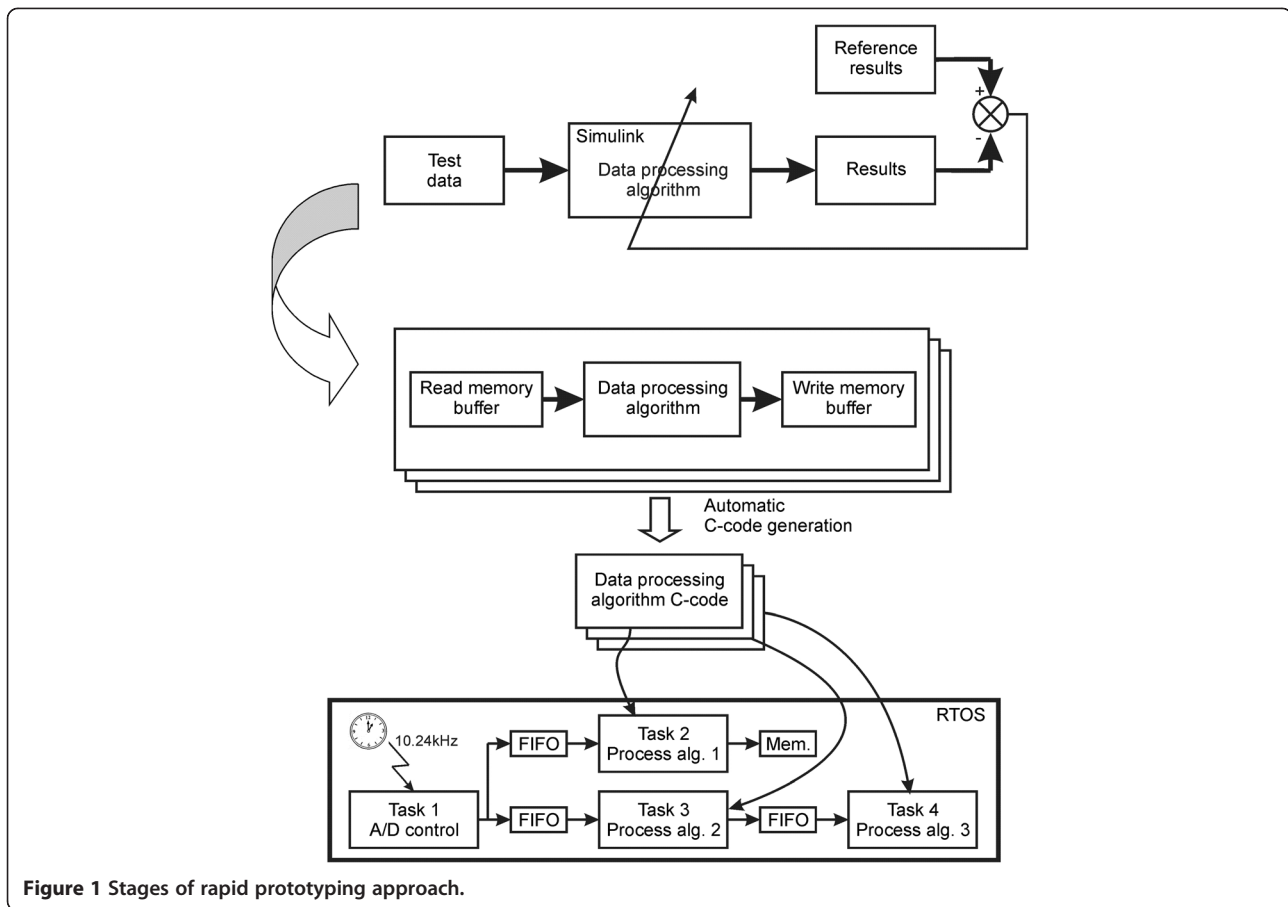 Reference
results
+
-
Simulink
Test
data
Data processing
algorithm
Results
Read memory
buffer
Data processing
algorithm
Write memory
buffer
Automatic
C-code generation
Data processing
algorithm C-code
RTOS
10.24kHz
FIFO
Task 2
Process alg. 1
Mem.
Task 1
A/D control
FIFO
Task 3
Process alg. 2
FIFO
Task 4
Process alg. 3
Figure 1 Stages of rapid prototyping approach.